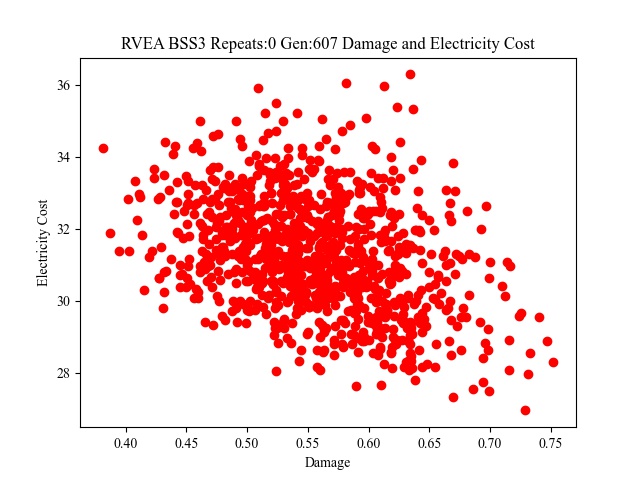 RVEA BSS3 Repeats:0 Gen:607 Damage and Electricity Cost
36
34
32
30
28
Electricity Cost
0.40 0.45 0.50 0.55 0.60 0.65 0.70 0.75
Damage